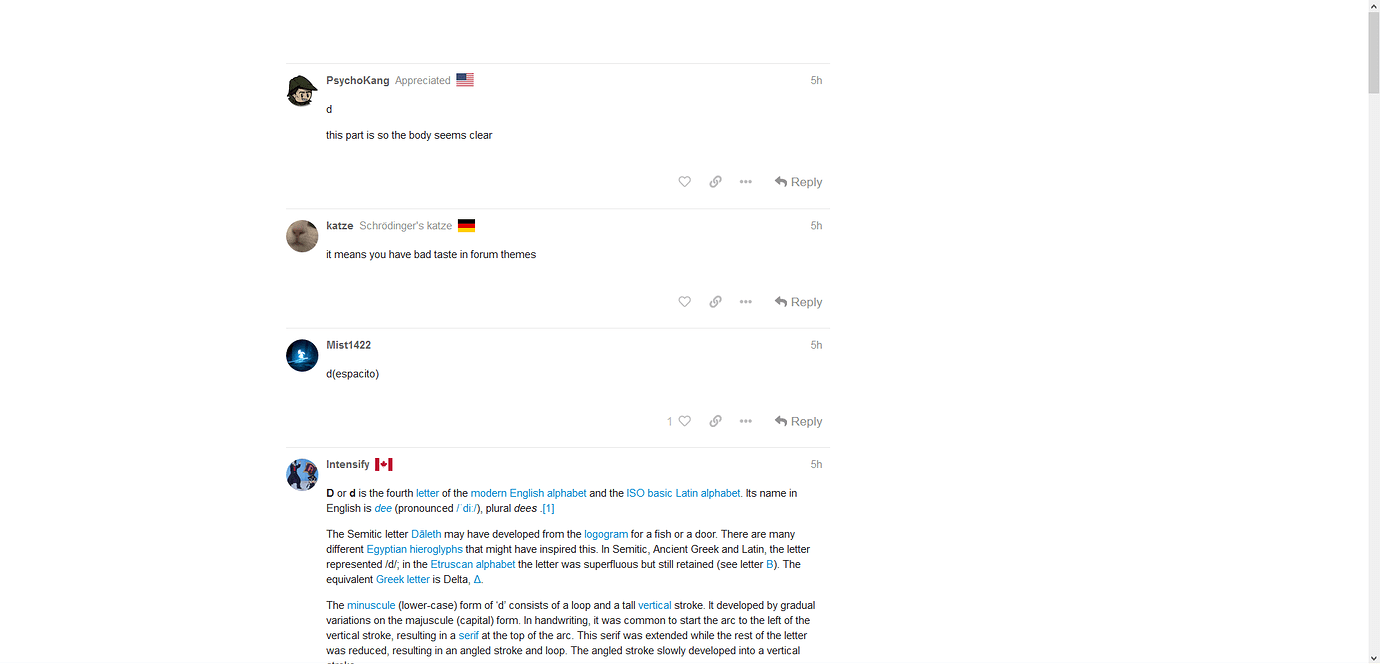 PsychoKang Appreciated 5h
d
this part is so the body seems clear
Reply
katze Schrödinger's katze 5h
it means you have bad taste in forum themes
Reply
Mist1422 5h
d(espacito)
1 Reply
Intensify 5h
D or d is the fourth letter of the modern English alphabet and the ISO basic Latin alphabet. Its name in
English is dee (pronounced /ˈdiː/), plural dees .[1]
The Semitic letter Dāleth may have developed from the logogram for a fish or a door. There are many
different Egyptian hieroglyphs that might have inspired this. In Semitic, Ancient Greek and Latin, the letter
represented /d/; in the Etruscan alphabet the letter was superfluous but still retained (see letter B). The
equivalent Greek letter is Delta, Δ.
The minuscule (lower-case) form of 'd' consists of a loop and a tall vertical stroke. It developed by gradual
variations on the majuscule (capital) form. In handwriting, it was common to start the arc to the left of the
vertical stroke, resulting in a serif at the top of the arc. This serif was extended while the rest of the letter
was reduced, resulting in an angled stroke and loop. The angled stroke slowly developed into a vertical